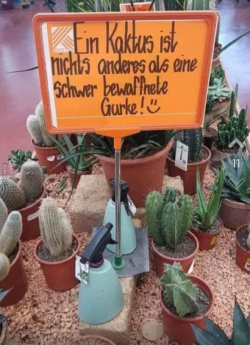 Ein Kaktus ist
nichts anderes als eine
schwer bewaffnete
Gurke!